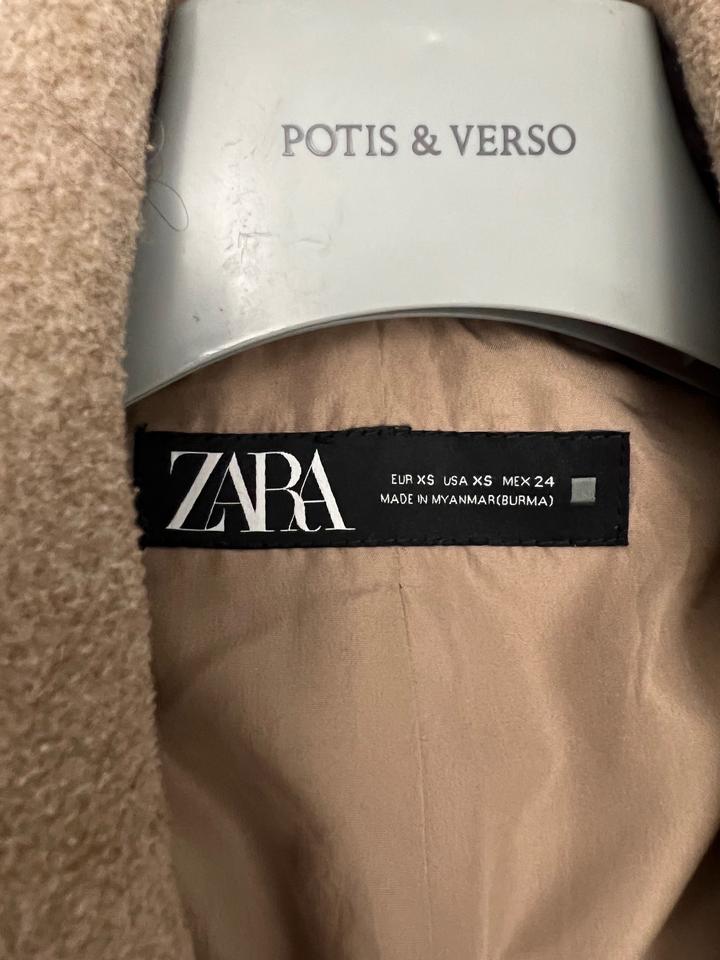 POTIS & VERSO
ZARA
EUR XS USA XS MEX 24
MADE IN MYANMAR(BURMA)